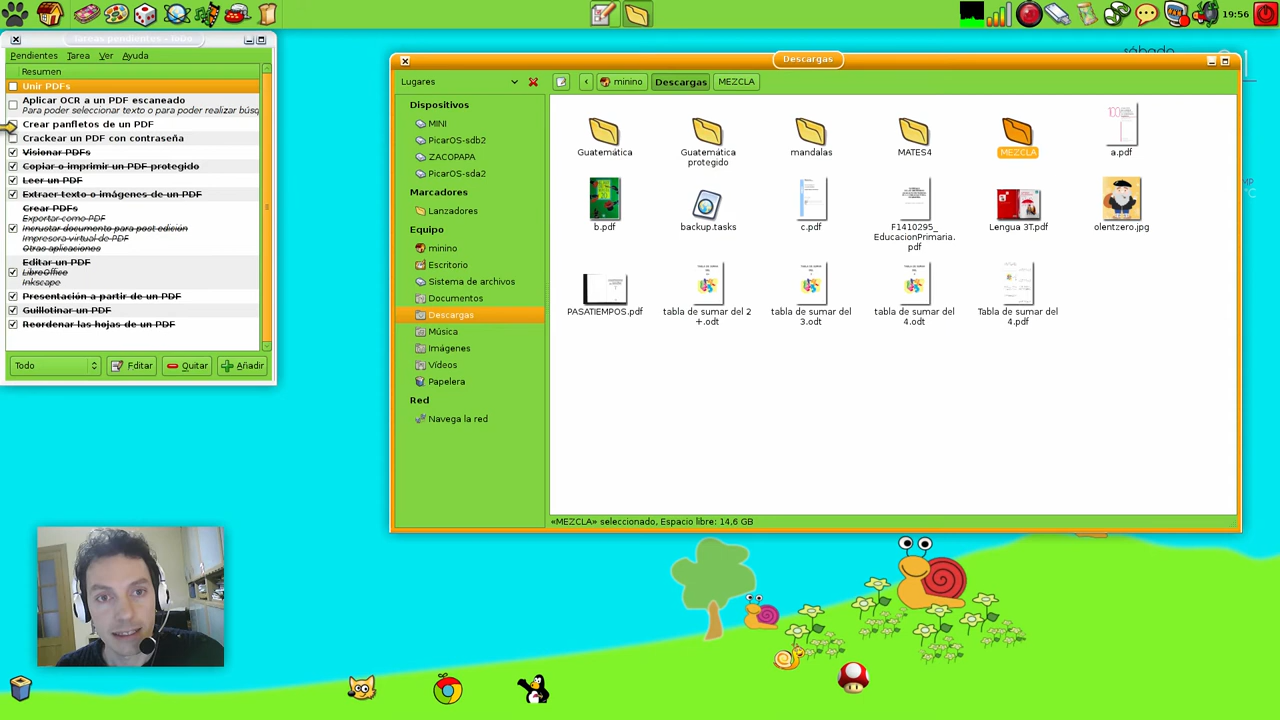 19:56
Tareas pendientes - ToDo
Pendientes Tarea Ver Ayuda
Resumen
Unir PDFs
Aplicar OCR a un PDF escaneado
Para poder seleccionar texto o para poder realizar búsq
Crear panfletos de un PDF
Crackear un PDF con contraseña
Visionar PDFs
Copiar o imprimir un PDF protegido
Leer un PDF
Extraer texto o imágenes de un PDF
Crear PDFs
Exportar como PDF
Incrustar documento para post edición
Impresora virtual de PDF
Otras aplicaciones
Editar un PDF
LibreOffice
Inkscape
Presentación a partir de un PDF
Guillotinar un PDF
Reordenar las hojas de un PDF
Todo Editar Quitar Añadir
sábado
Descargas
Lugares
minino Descargas MEZCLA
Dispositivos
MINI
PicarOS-sdb2
ZACOPAPA
PicarOS-sda2
Marcadores
Lanzadores
Equipo
minino
Escritorio
Sistema de archivos
Documentos
Descargas
Música
Imágenes
Vídeos
Papelera
Red
Navega la red
Guatemática
Guatemática
protegido
mandalas
MATES4
MEZCLA
a.pdf
b.pdf
backup.tasks
c.pdf
F1410295_
EducacionPrimaria.
pdf
Lengua 3T.pdf
olentzero.jpg
PASATIEMPOS.pdf
tabla de sumar del 2
+.odt
tabla de sumar del
3.odt
tabla de sumar del
4.odt
Tabla de sumar del
4.pdf
«MEZCLA» seleccionado, Espacio libre: 14,6 GB